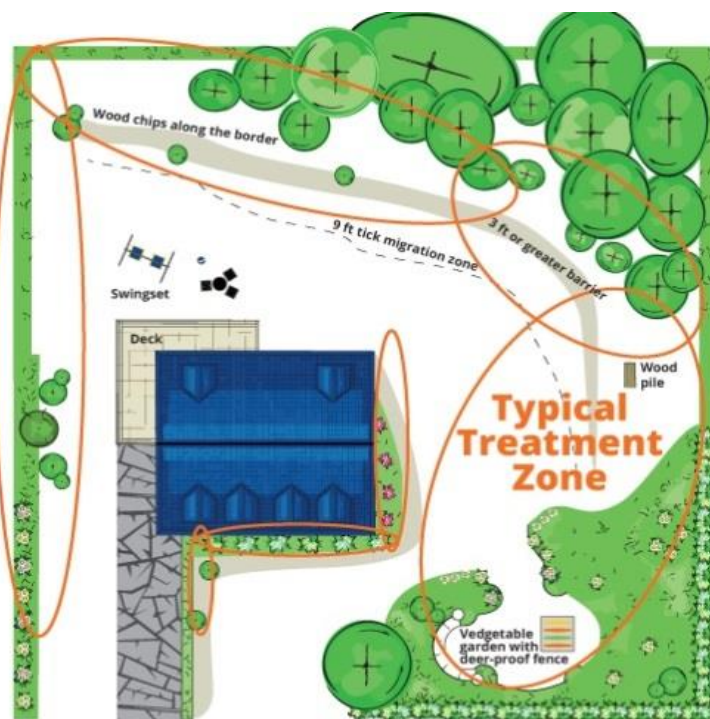 Wood chips along the border
9 ft tick migration zone
3 ft or greater barrier
Swingset
Deck
Wood
pile
Typical
Treatment
Zone
Vedgetable
garden with
deer-proof fence